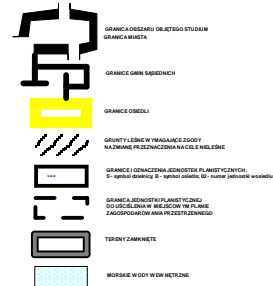 GRANICA OBSZARU OBJĘTEGO STUDIUM
GRANICA MIASTA
GRANICE GMIN SĄSIEDNICH
GRANICE OSIEDLI
GRUNTY LEŚNE WYMAGAJĄCE ZGODY
NA ZMIANĘ PRZEZNACZENIA NA CELE NIELEŚNE
GRANICE I OZNACZENIA JEDNOSTEK PLANISTYCZNYCH:
S - symbol dzielnicy, B - symbol osiedla, 02 - numer jednostki w osiedlu
GRANICA JEDNOSTKI PLANISTYCZNEJ
DO UŚCIŚLENIA W MIEJSCOWYM PLANIE
ZAGOSPODAROWANIA PRZESTRZENNEGO
TERENY ZAMKNIĘTE
MORSKIE WODY WEWNĘTRZNE